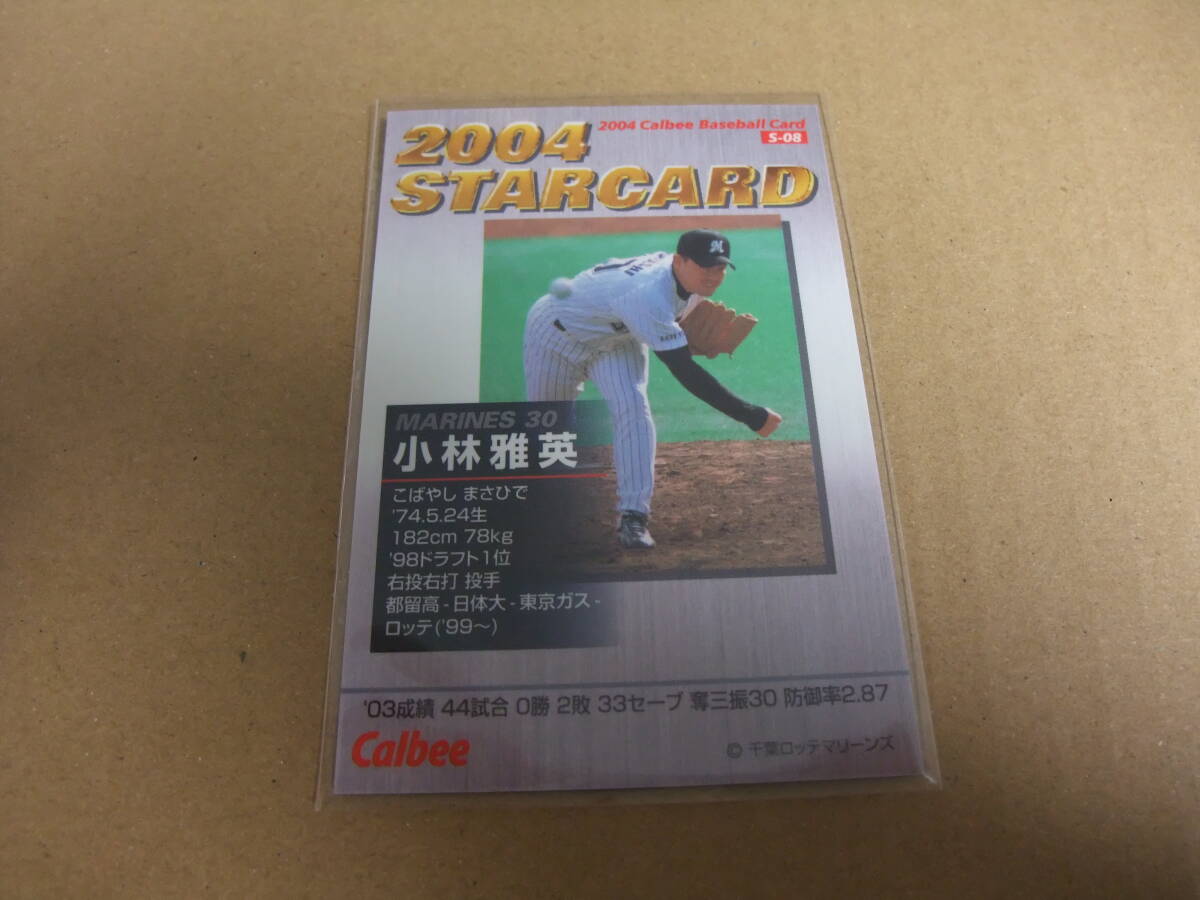 2004 Calbee Baseball Card
S-08
2004
STARCARD
MARINES 30
小林雅英
こばやし まさひで
'74.5.24生
182cm 78kg
'98ドラフト1位
右投右打 投手
都留高-日体大-東京ガス-
ロッテ('99〜)
'03成績 44試合 0勝 2敗 33セーブ 奪三振30 防御率2.87
Calbee
© 千葉ロッテマリーンズ